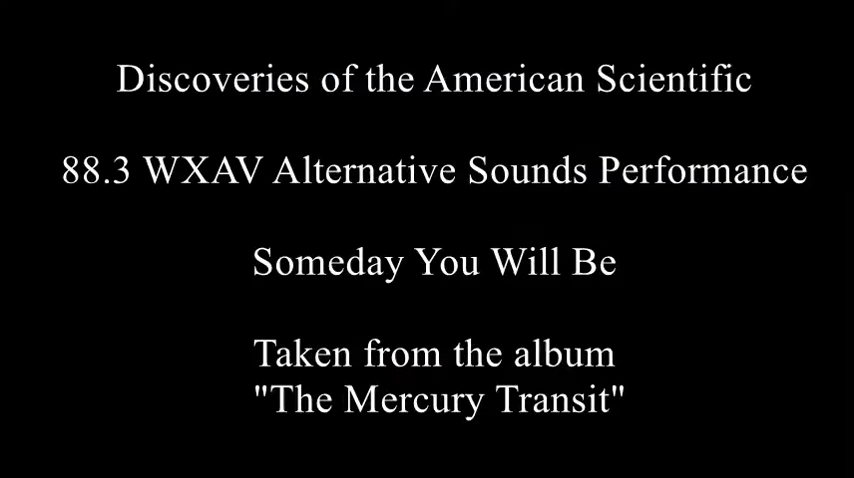 Discoveries of the American Scientific
88.3 WXAV Alternative Sounds Performance
Someday You Will Be
Taken from the album
"The Mercury Transit"